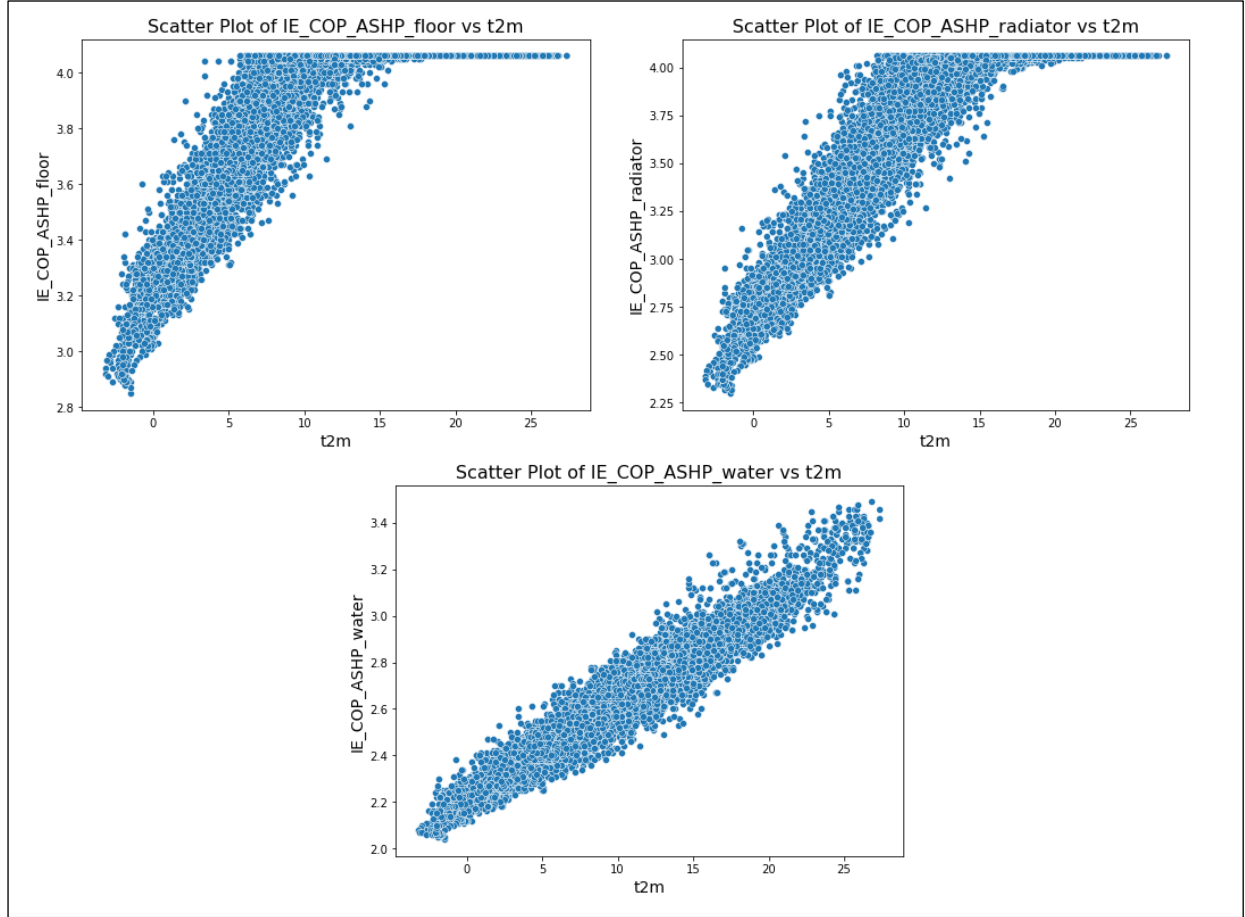 Scatter Plot of IE_COP_ASHP_floor vs t2m
IE_COP_ASHP_floor
4.0
3.8
3.6
3.4
3.2
3.0
2.8
0 5 10 15 20 25
t2m
Scatter Plot of IE_COP_ASHP_radiator vs t2m
IE_COP_ASHP_radiator
4.00
3.75
3.50
3.25
3.00
2.75
2.50
2.25
0 5 10 15 20 25
t2m
Scatter Plot of IE_COP_ASHP_water vs t2m
IE_COP_ASHP_water
3.4
3.2
3.0
2.8
2.6
2.4
2.2
2.0
0 5 10 15 20 25
t2m